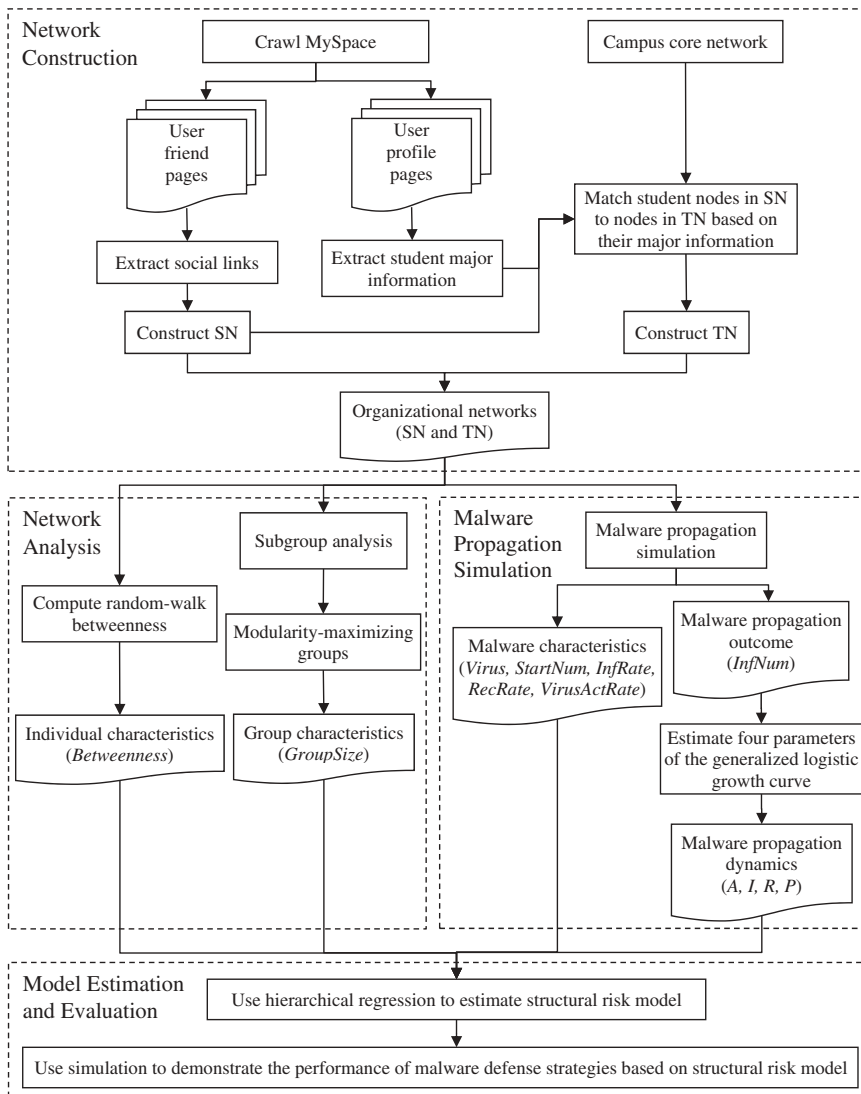 Network
Construction
Crawl MySpace
Campus core network
User
friend
pages
User
profile
pages
Match student nodes in SN
to nodes in TN based on
their major information
Extract social links
Extract student major
information
Construct SN
Construct TN
Organizational networks
(SN and TN)
Network
Analysis
Subgroup analysis
Compute random-walk
betweenness
Modularity-maximizing
groups
Individual characteristics
(Betweenness)
Group characteristics
(GroupSize)
Malware
Propagation
Simulation
Malware propagation
simulation
Malware characteristics
(Virus, StartNum, InfRate,
RecRate, VirusActRate)
Malware propagation
outcome
(InfNum)
Estimate four parameters
of the generalized logistic
growth curve
Malware propagation
dynamics
(A, I, R, P)
Model Estimation
and Evaluation
Use hierarchical regression to estimate structural risk model
Use simulation to demonstrate the performance of malware defense strategies based on structural risk model